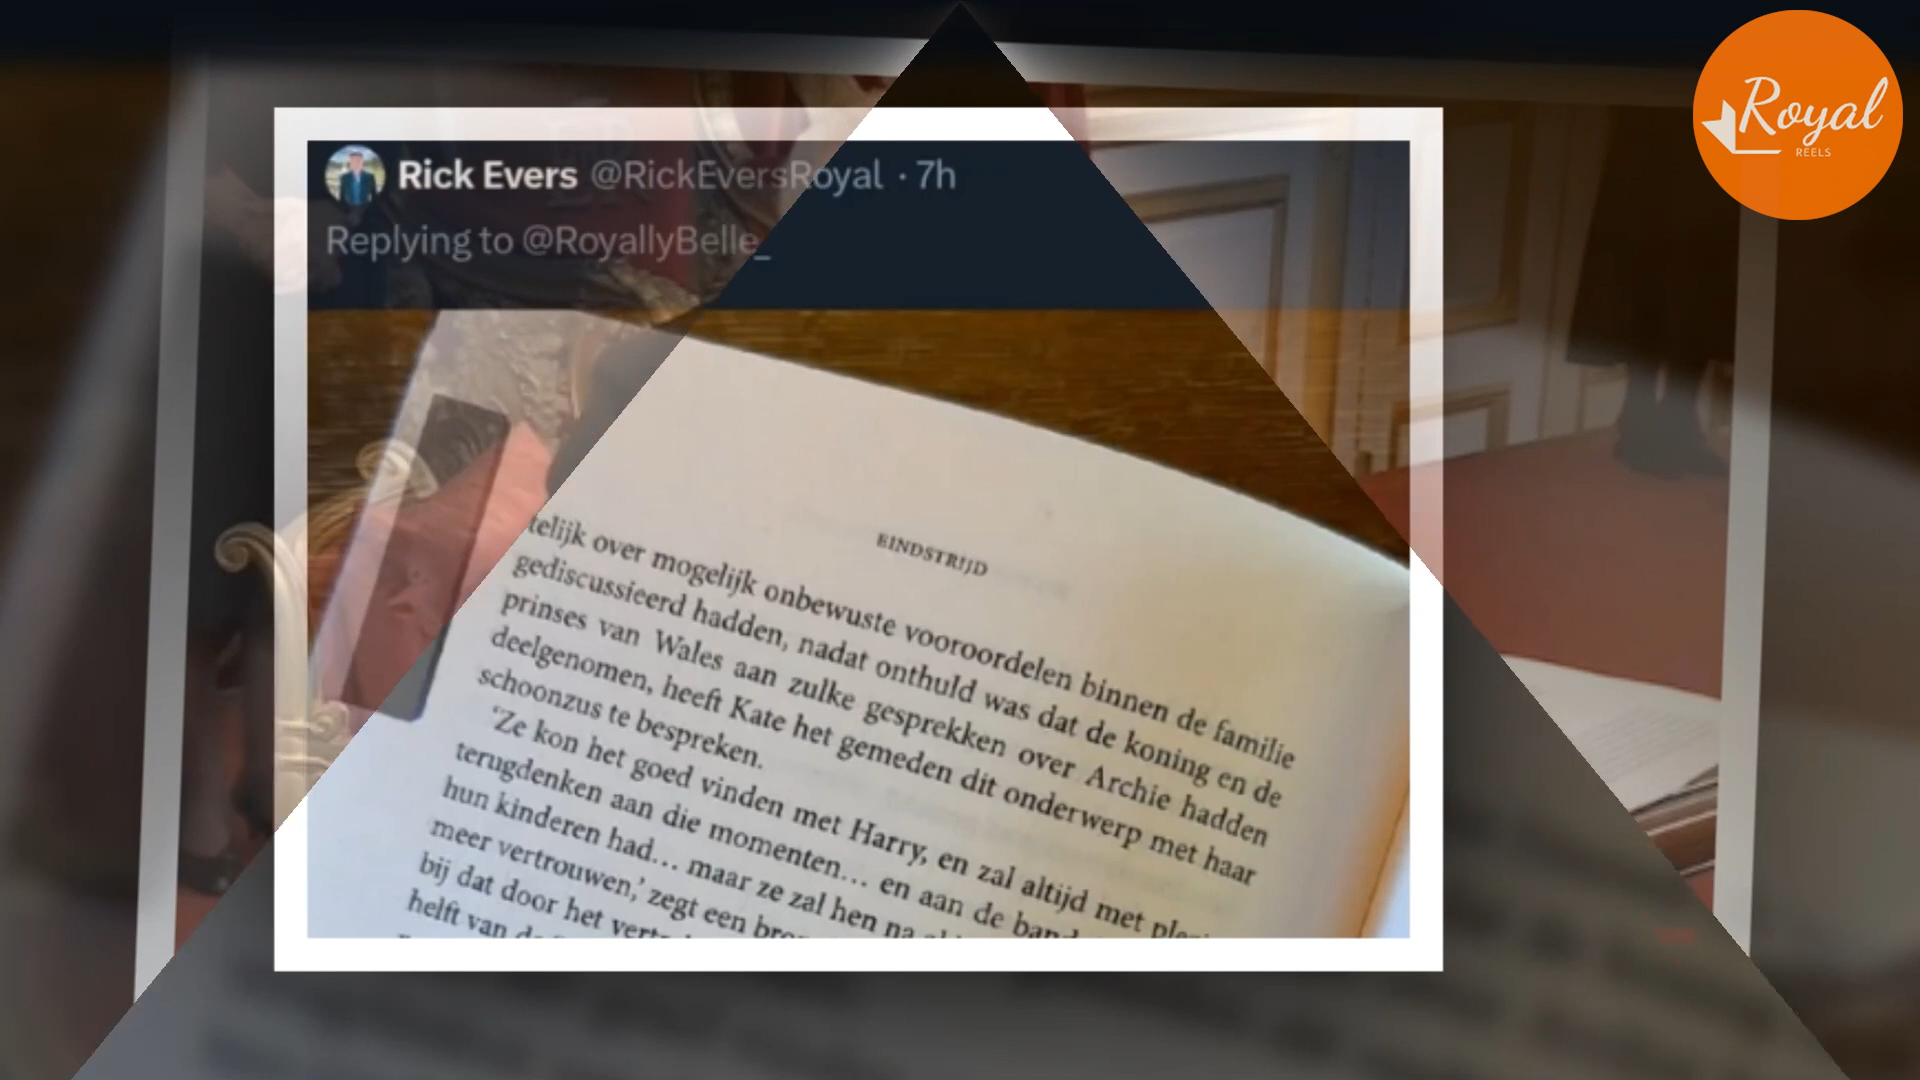 Royal
REELS
Rick Evers @RickEversRoyal · 7h
Replying to @RoyallyBelle_
EINDSTRIJD
telijk over mogelijk onbewuste vooroordelen binnen de familie
gediscussieerd hadden, nadat onthuld was dat de koning en de
prinses van Wales aan zulke gesprekken over Archie hadden
deelgenomen, heeft Kate het gemeden dit onderwerp met haar
schoonzus te bespreken.
‘Ze kon het goed vinden met Harry, en zal altijd met
terugdenken aan die momenten… en aan de
hun kinderen had… maar ze zal hen na
meer vertrouwen,’ zegt een
bij dat door het
helft van